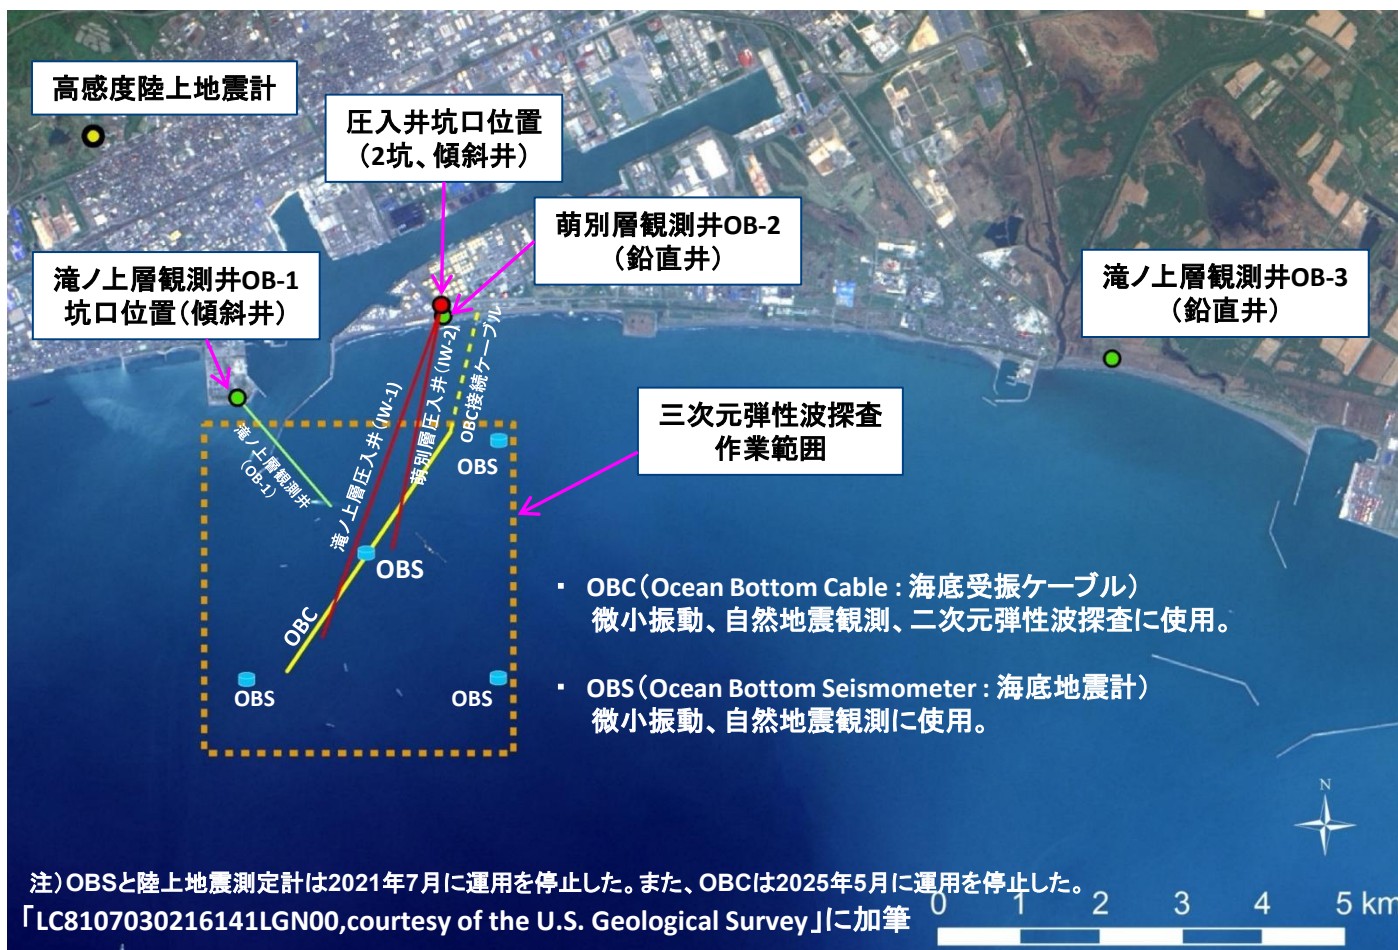 高感度陸上地震計
圧入井坑口位置
（2坑、傾斜井）
萌別層観測井OB-2
（鉛直井）
滝ノ上層観測井OB-1
坑口位置（傾斜井）
滝ノ上層観測井OB-3
（鉛直井）
滝ノ上層圧入井(IW-1)
萌別層圧入井(IW-2)
OBC接続ケーブル
滝ノ上層観測井
（OB-1）
三次元弾性波探査
作業範囲
OBS
OBS
OBC
OBS
OBS
・ OBC（Ocean Bottom Cable : 海底受振ケーブル）
微小振動、自然地震観測、二次元弾性波探査に使用。
・ OBS（Ocean Bottom Seismometer : 海底地震計）
微小振動、自然地震観測に使用。
N
注）OBSと陸上地震測定計は2021年7月に運用を停止した。また、OBCは2025年5月に運用を停止した。
「LC8107030216141LGN00,courtesy of the U.S. Geological Survey」に加筆
0 1 2 3 4 5 km